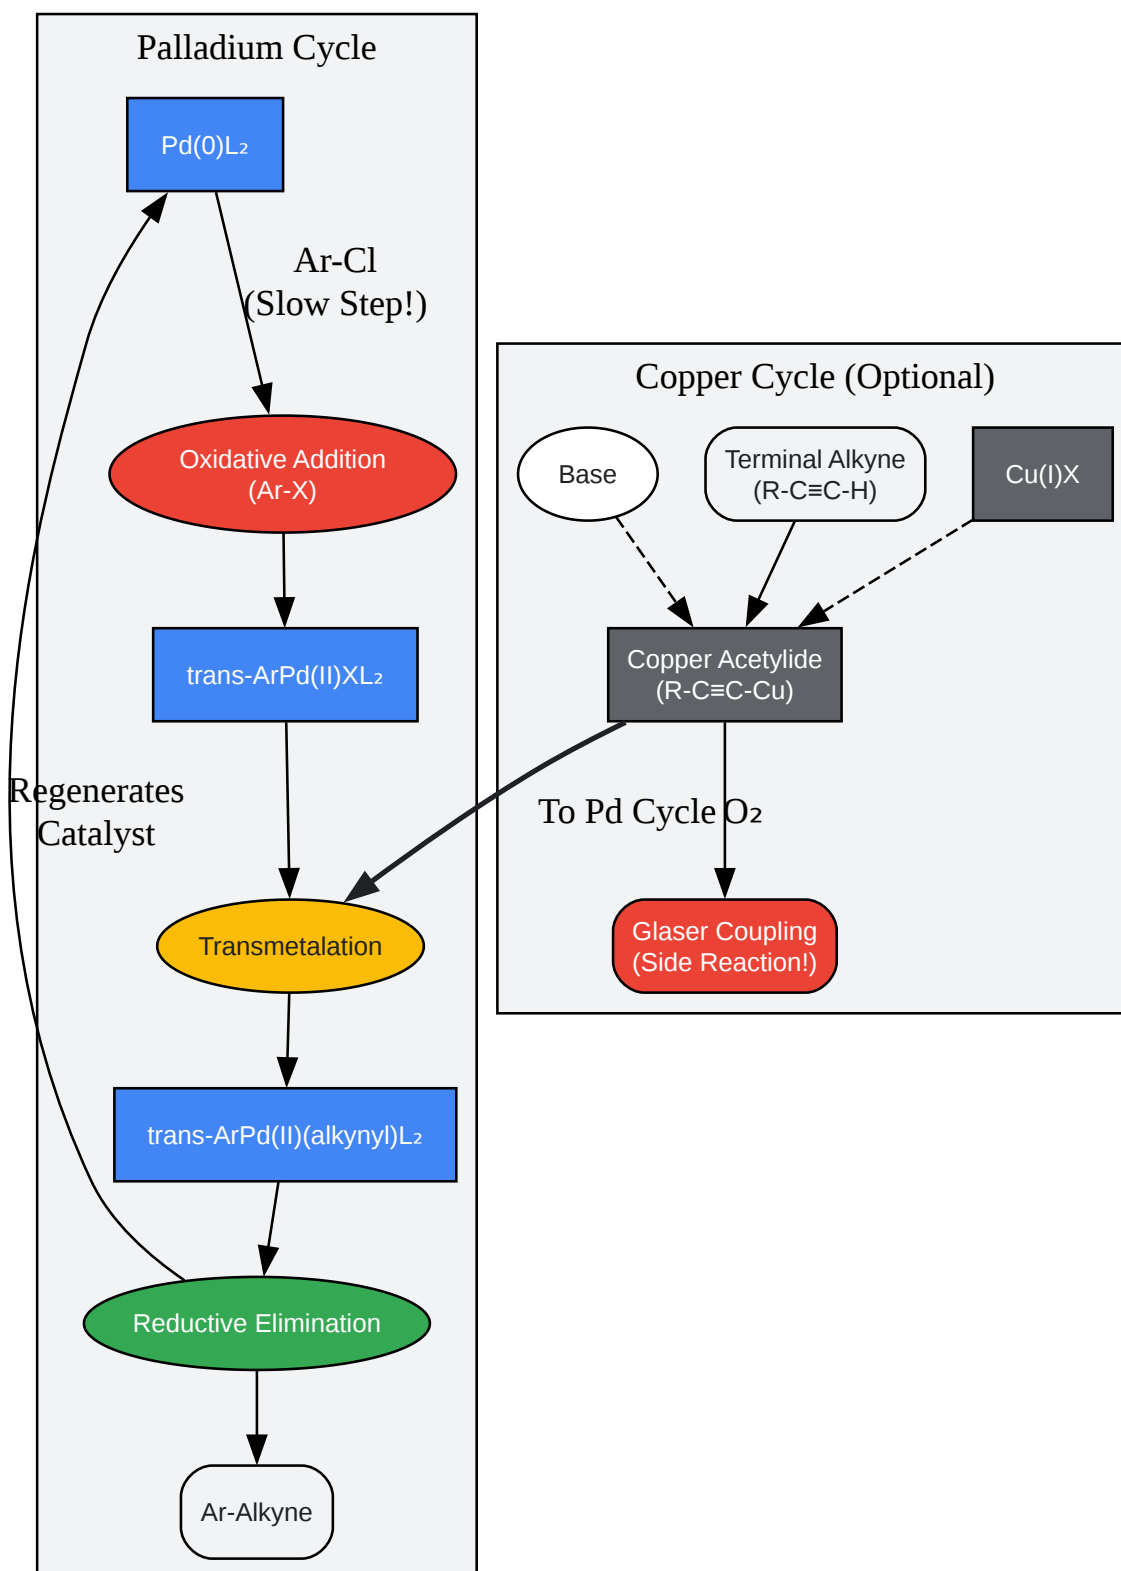 Palladium Cycle
Pd(0)L₂
Ar-Cl
(Slow Step!)
Oxidative Addition
(Ar-X)
trans-ArPd(II)XL₂
Regenerates
Catalyst
Transmetalation
trans-ArPd(II)(alkynyl)L₂
Reductive Elimination
Ar-Alkyne
Copper Cycle (Optional)
Base
Terminal Alkyne
(R-C≡C-H)
Cu(I)X
Copper Acetylide
(R-C≡C-Cu)
To Pd Cycle
O₂
Glaser Coupling
(Side Reaction!)